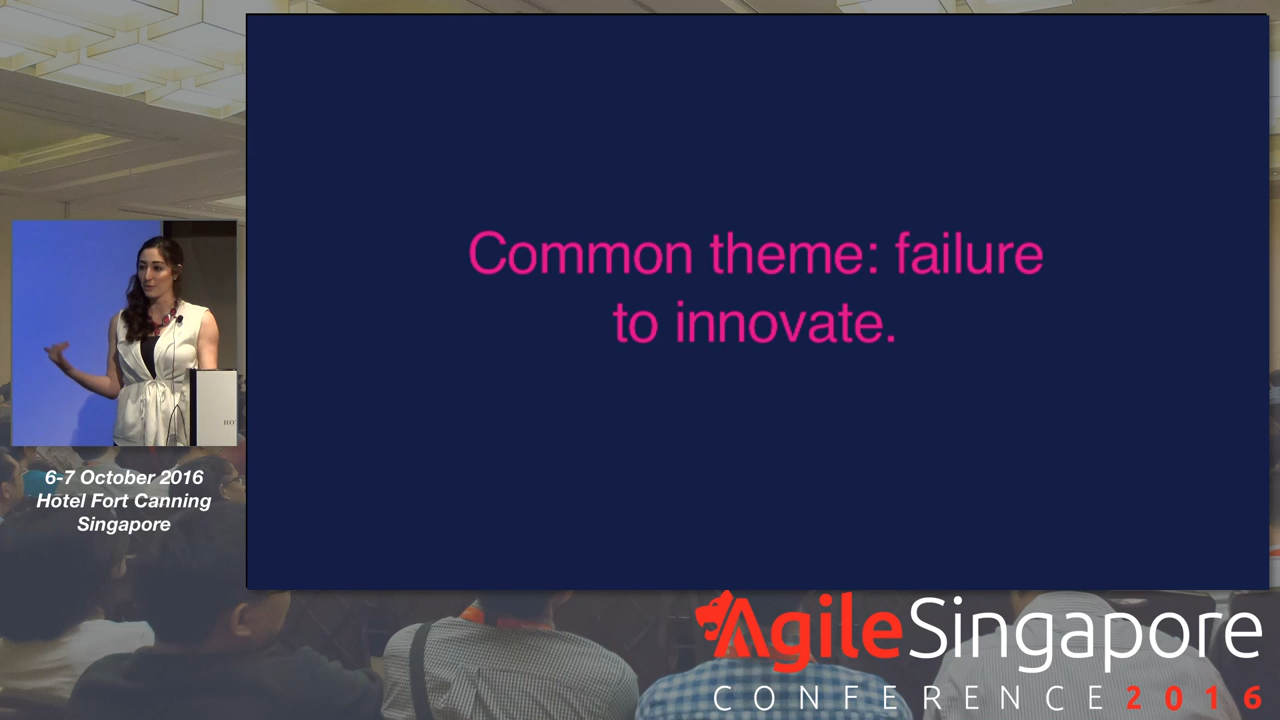 Common theme: failure
to innovate.
6-7 October 2016
Hotel Fort Canning
Singapore
AgileSingapore
CONFERENCE 2016